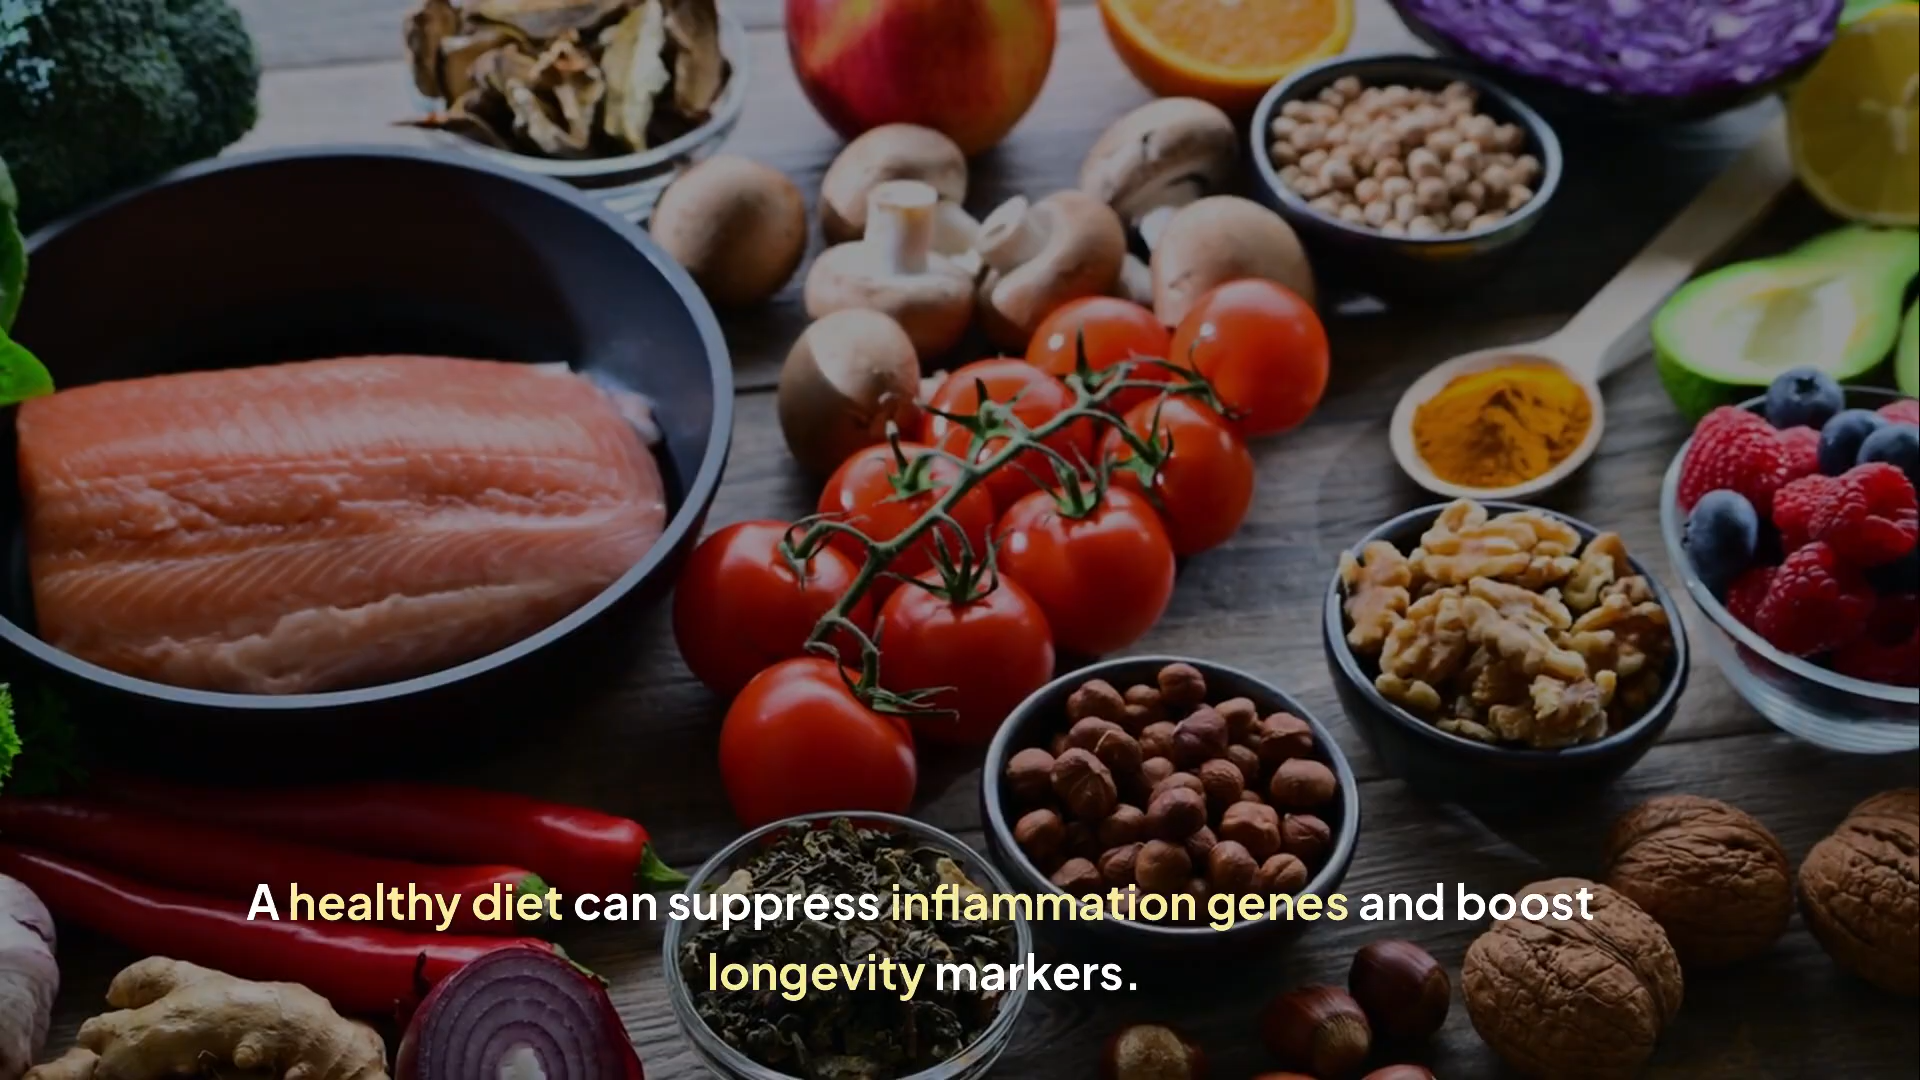 A healthy diet can suppress inflammation genes and boost
longevity markers.